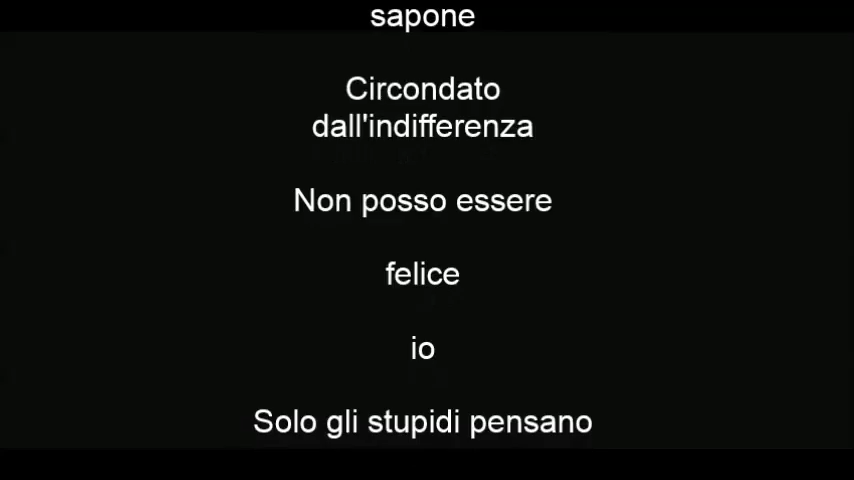 sapone
Circondato
dall'indifferenza
Non posso essere
felice
io
Solo gli stupidi pensano